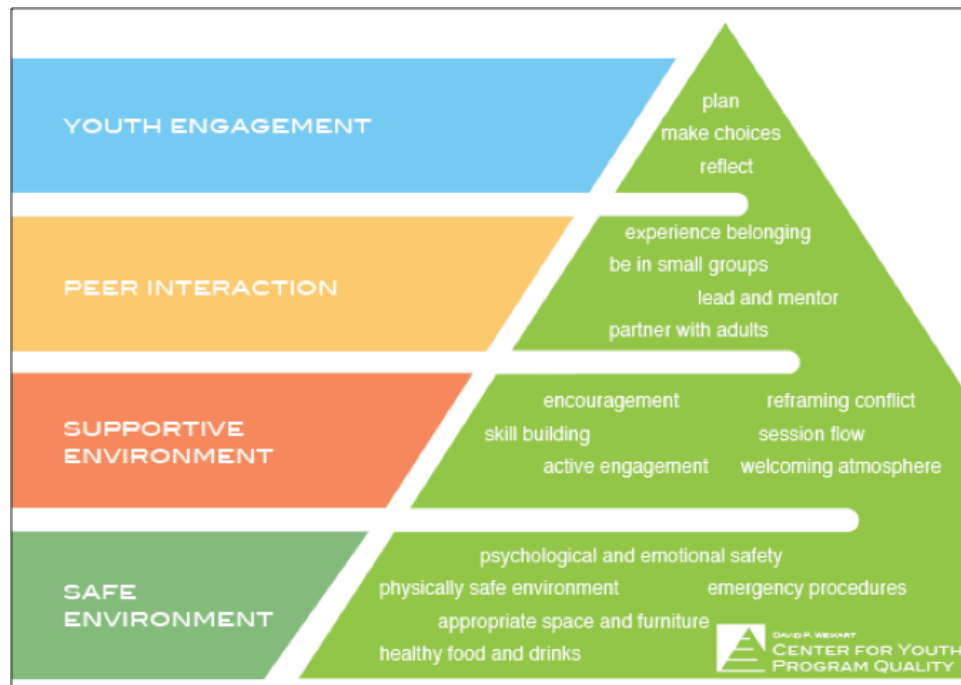 YOUTH ENGAGEMENT
plan
make choices
reflect
PEER INTERACTION
experience belonging
be in small groups
lead and mentor
partner with adults
SUPPORTIVE
ENVIRONMENT
encouragement reframing conflict
skill building session flow
active engagement welcoming atmosphere
SAFE
ENVIRONMENT
psychological and emotional safety
physically safe environment emergency procedures
appropriate space and furniture
healthy food and drinks
DAVID P. WEIKART
CENTER FOR YOUTH
PROGRAM QUALITY